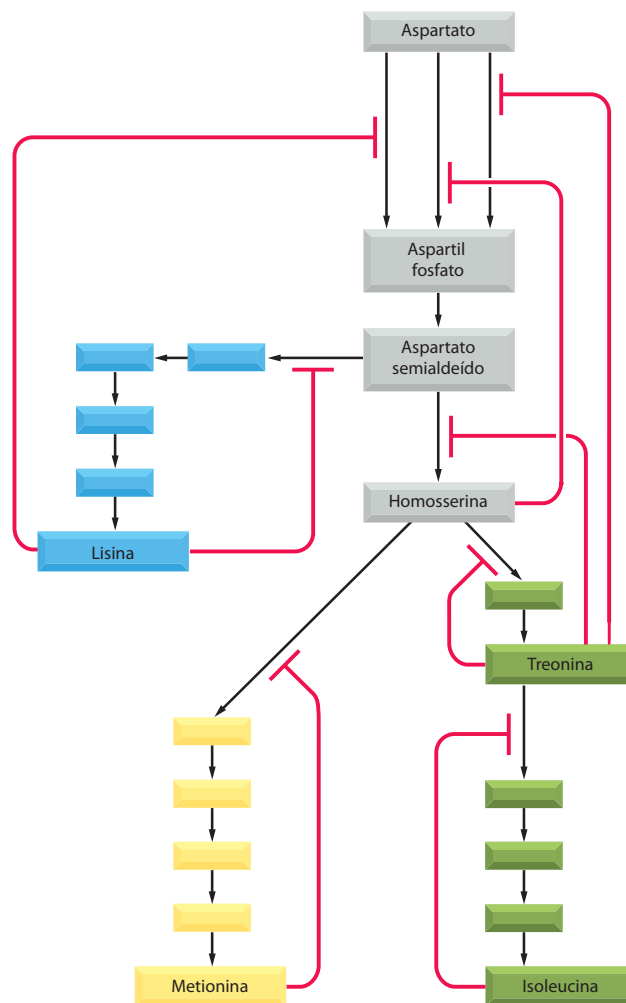 Aspartato
Aspartil
fosfato
Aspartato
semialdeído
Homosserina
Lisina
Treonina
Metionina
Isoleucina